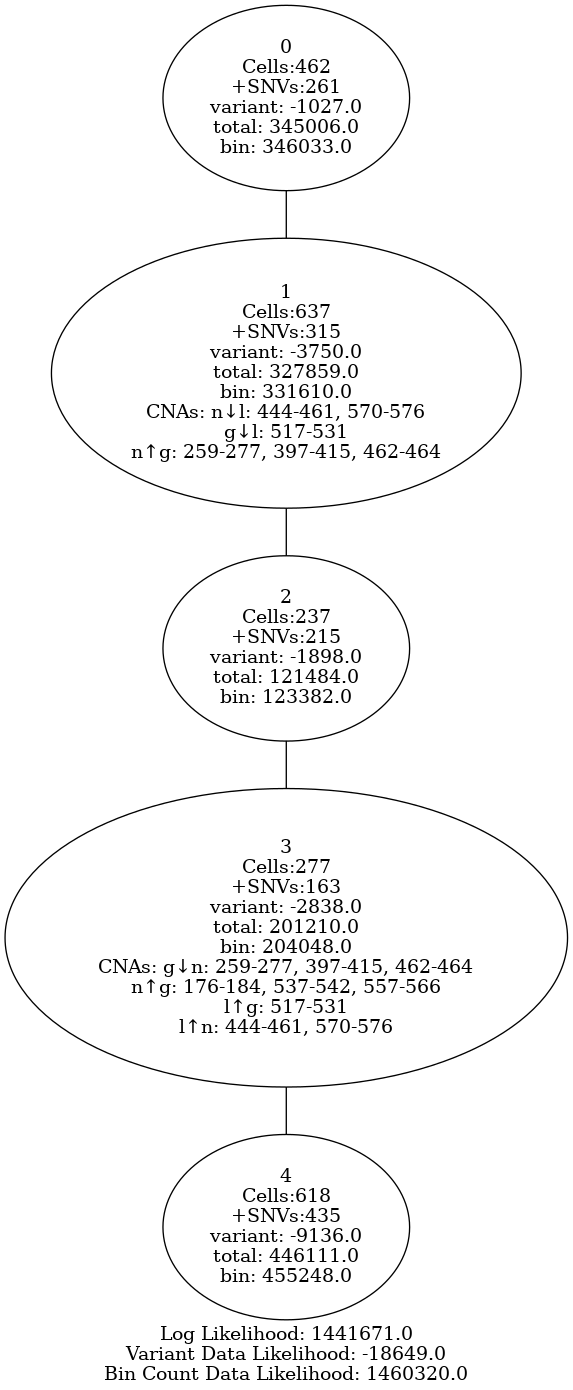 0
Cells:462
+SNVs:261
variant: -1027.0
total: 345006.0
bin: 346033.0
1
Cells:637
+SNVs:315
variant: -3750.0
total: 327859.0
bin: 331610.0
CNAs: n↓l: 444-461, 570-576
g↓l: 517-531
n↑g: 259-277, 397-415, 462-464
2
Cells:237
+SNVs:215
variant: -1898.0
total: 121484.0
bin: 123382.0
3
Cells:277
+SNVs:163
variant: -2838.0
total: 201210.0
bin: 204048.0
CNAs: g↓n: 259-277, 397-415, 462-464
n↑g: 176-184, 537-542, 557-566
l↑g: 517-531
l↑n: 444-461, 570-576
4
Cells:618
+SNVs:435
variant: -9136.0
total: 446111.0
bin: 455248.0
Log Likelihood: 1441671.0
Variant Data Likelihood: -18649.0
Bin Count Data Likelihood: 1460320.0